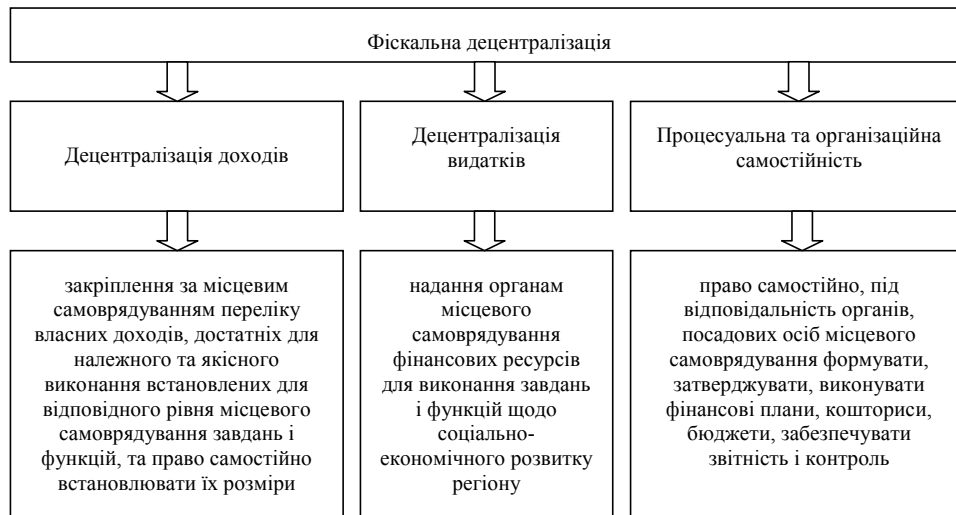 Фіскальна децентралізація
Децентралізація доходів
Децентралізація
видатків
Процесуальна та організаційна
самостійність
закріплення за місцевим
самоврядуванням переліку
власних доходів, достатніх для
належного та якісного
виконання встановлених для
відповідного рівня місцевого
самоврядування завдань і
функцій, та право самостійно
встановлювати їх розміри
надання органам
місцевого
самоврядування
фінансових ресурсів
для виконання завдань
і функцій щодо
соціально-
економічного розвитку
регіону
право самостійно, під
відповідальність органів,
посадових осіб місцевого
самоврядування формувати,
затверджувати, виконувати
фінансові плани, кошториси,
бюджети, забезпечувати
звітність і контроль